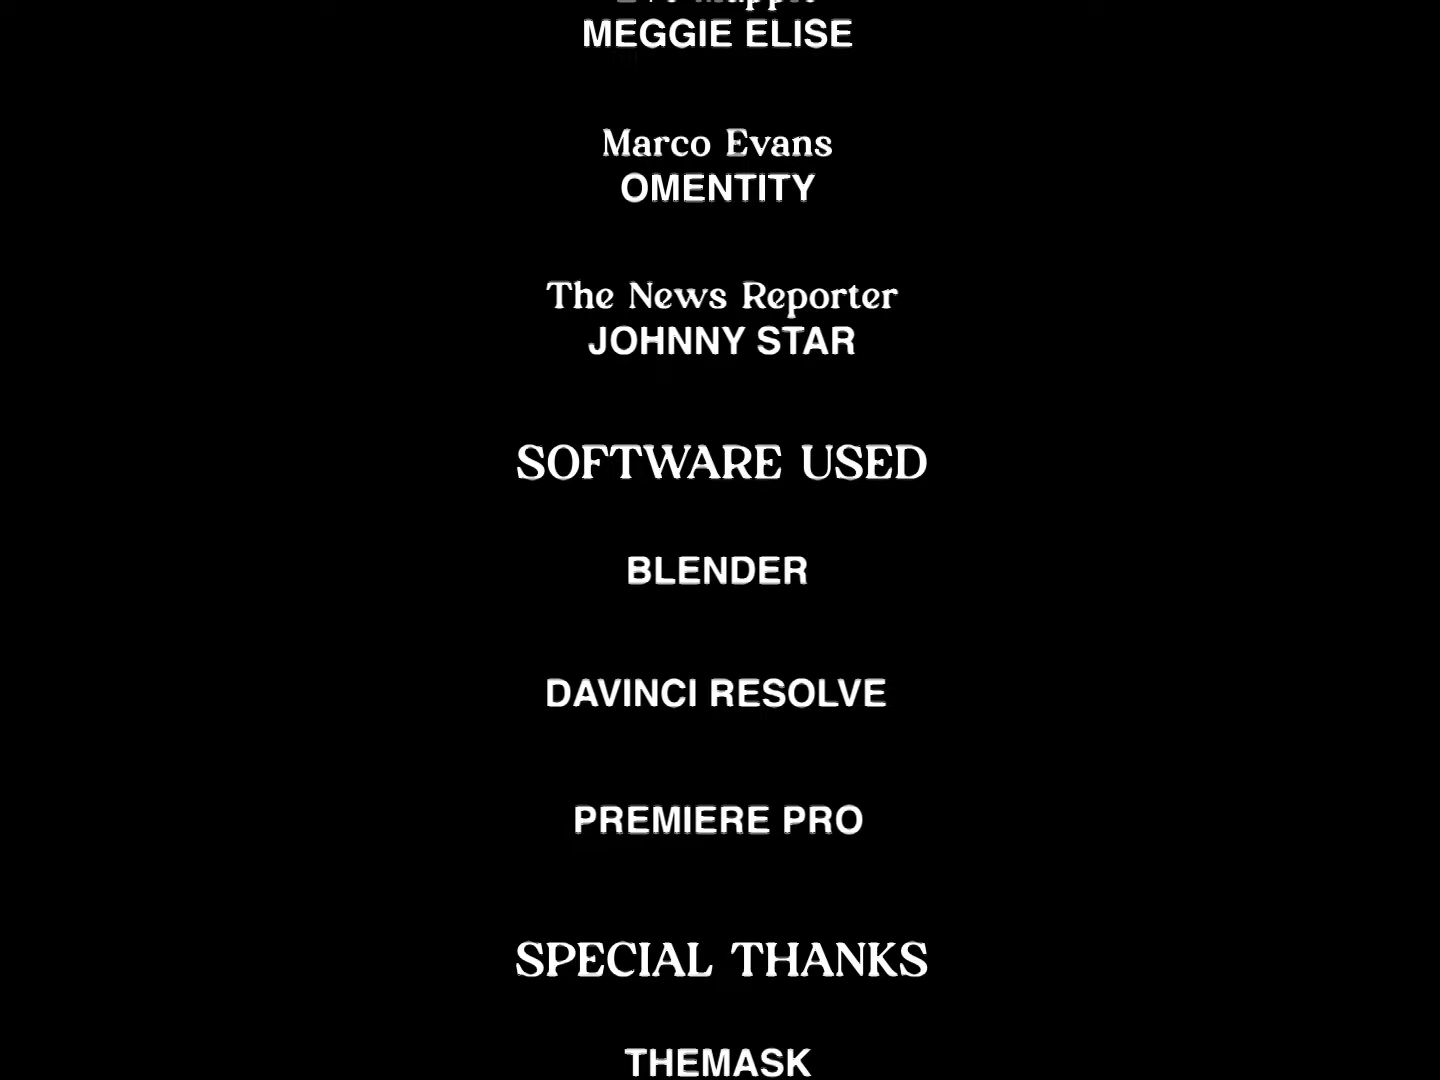 MEGGIE ELISE
Marco Evans
OMENTITY
The News Reporter
JOHNNY STAR
SOFTWARE USED
BLENDER
DAVINCI RESOLVE
PREMIERE PRO
SPECIAL THANKS
THEMASK